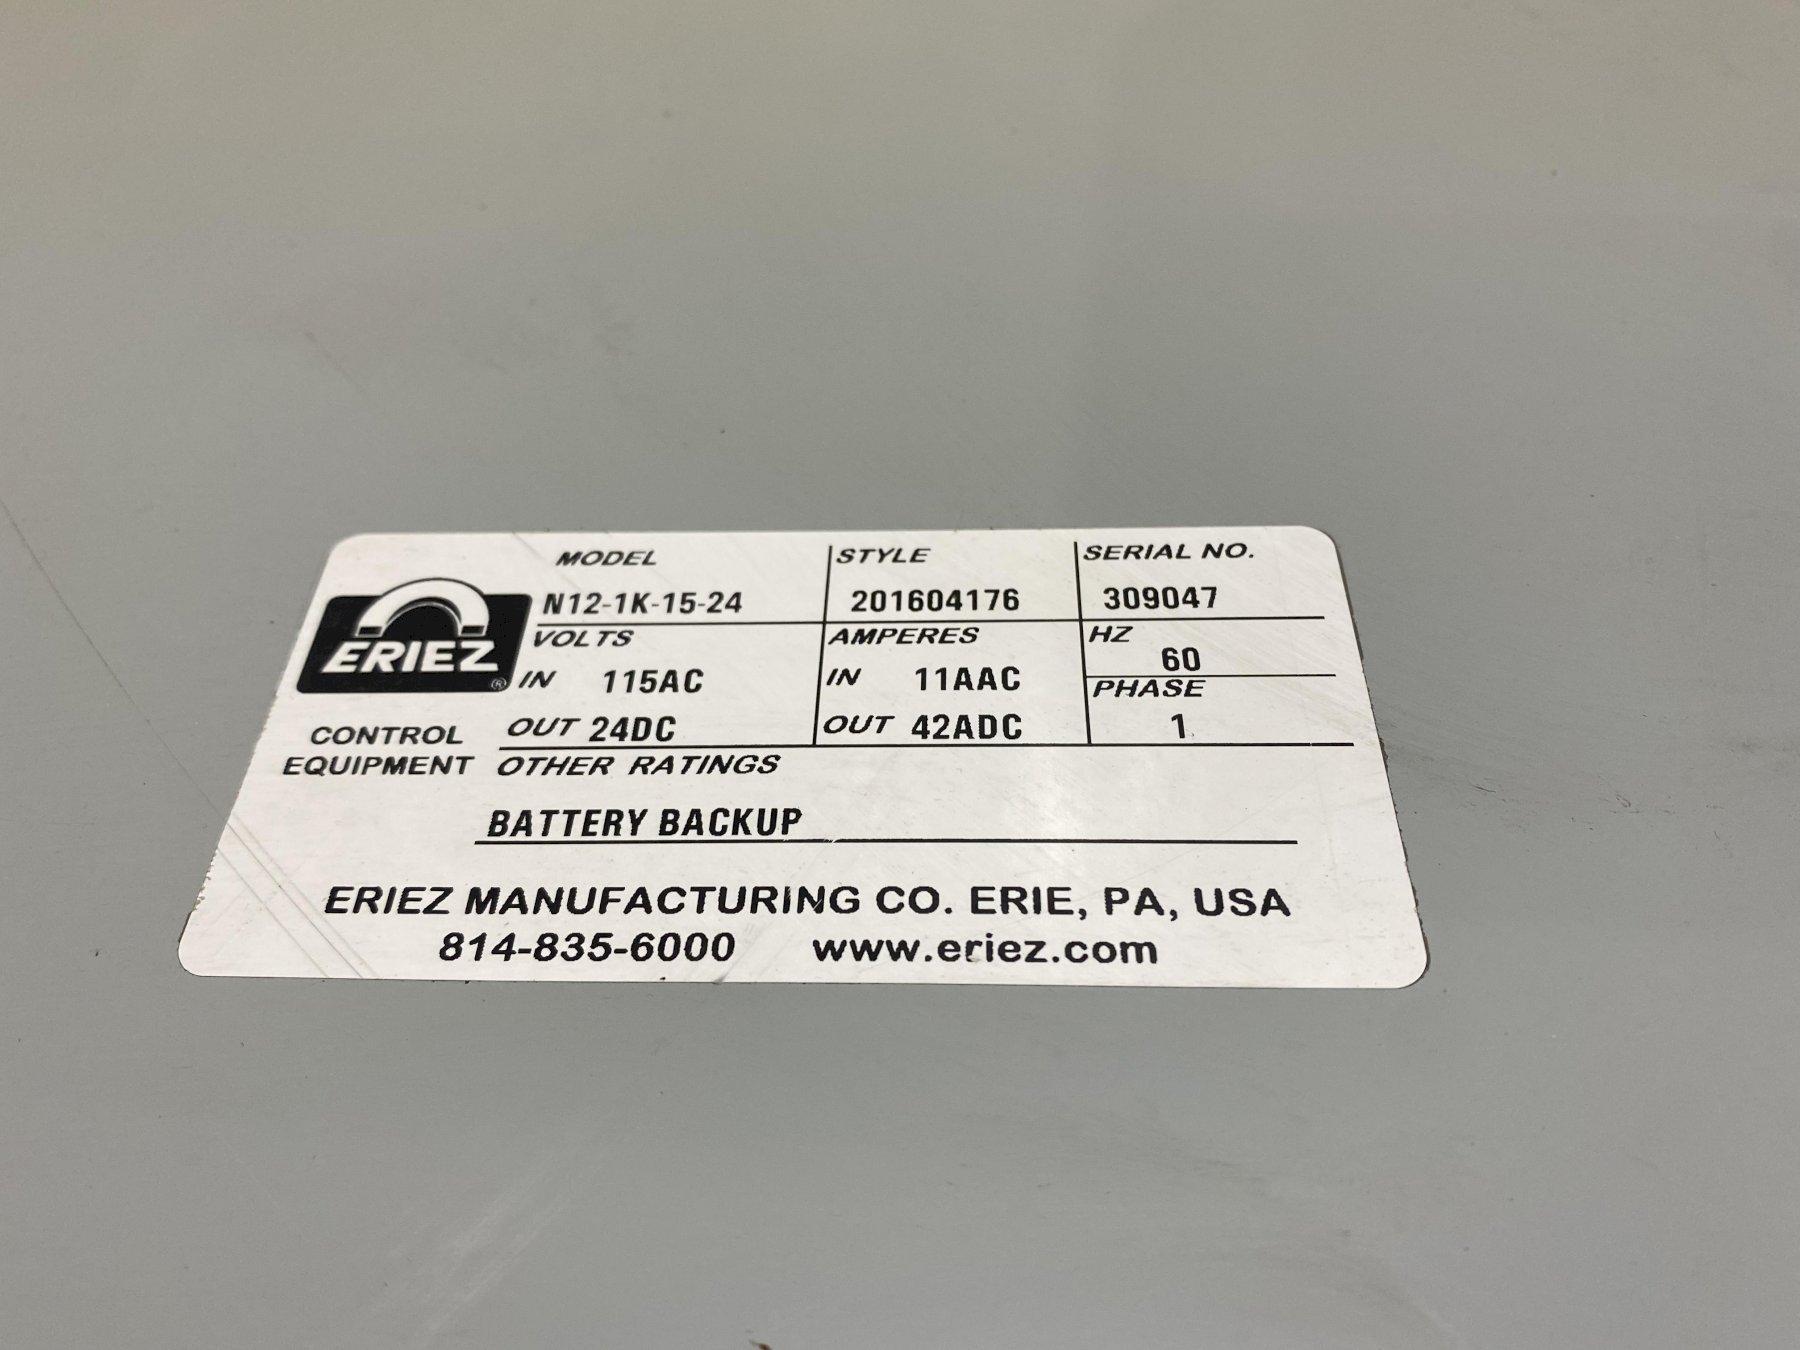 MODEL STYLE SERIAL NO.
N12-1K-15-24 201604176 309047
ERIEZ ®
VOLTS AMPERES HZ
60
IN 115AC IN 11AAC
PHASE
OUT 24DC OUT 42ADC 1
CONTROL
EQUIPMENT OTHER RATINGS
BATTERY BACKUP
ERIEZ MANUFACTURING CO. ERIE, PA, USA
814-835-6000 www.eriez.com